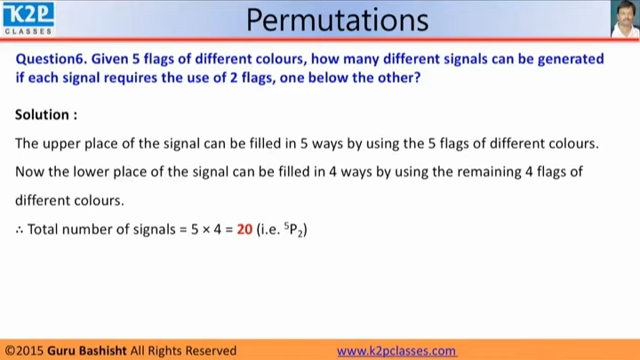 K2P
CLASSES
Permutations
Question6. Given 5 flags of different colours, how many different signals can be generated
if each signal requires the use of 2 flags, one below the other?
Solution :
The upper place of the signal can be filled in 5 ways by using the 5 flags of different colours.
Now the lower place of the signal can be filled in 4 ways by using the remaining 4 flags of
different colours.
∴ Total number of signals = 5 × 4 = 20 (i.e. ⁵P₂)
©2015 Guru Bashisht All Rights Reserved
www.k2pclasses.com